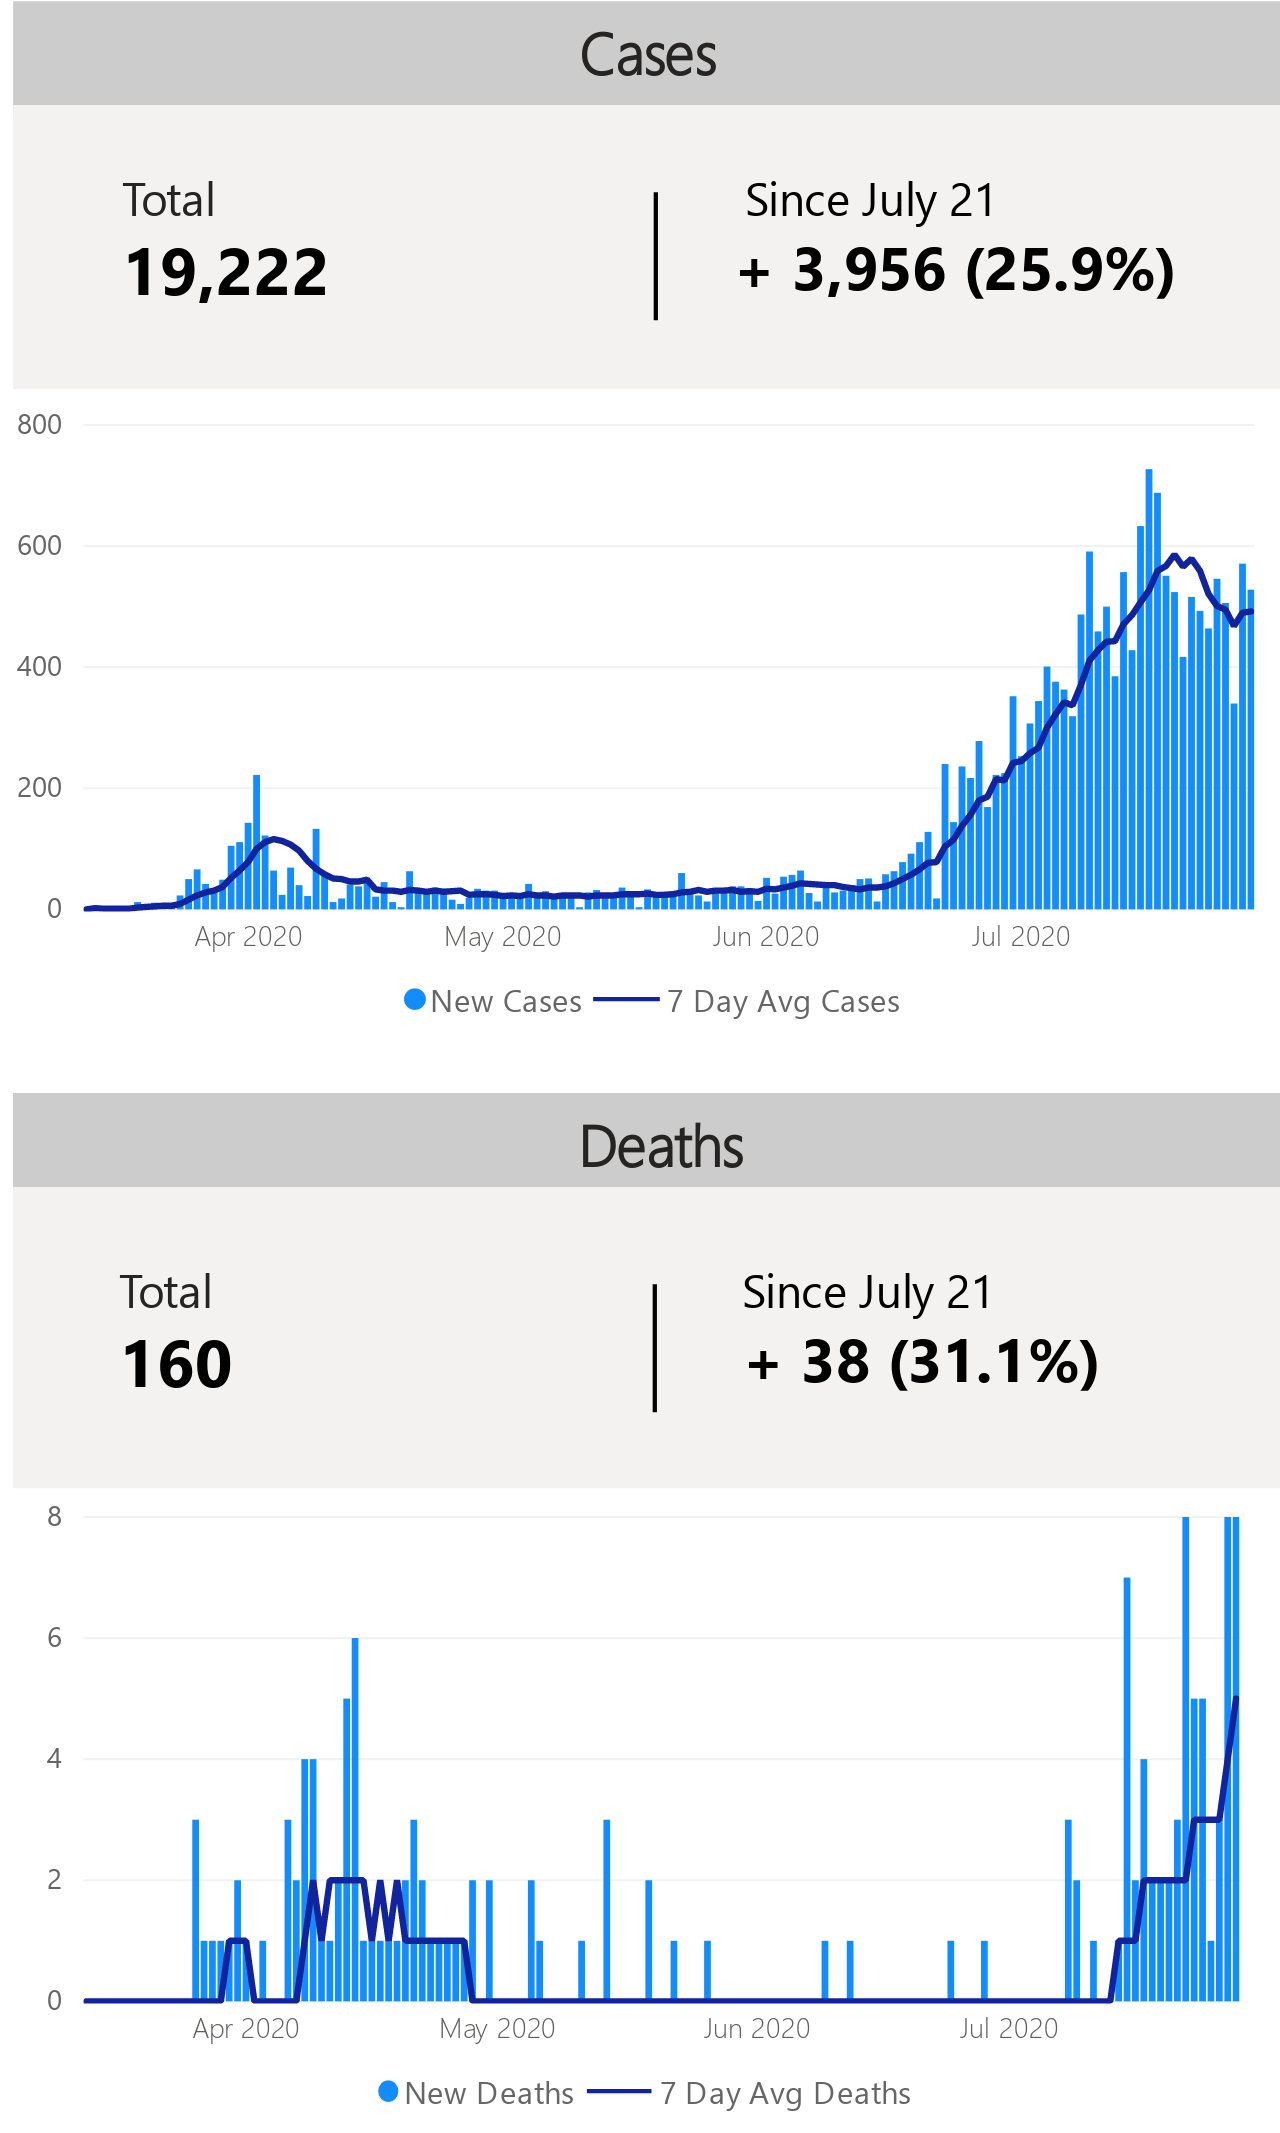 Cases
Total
Since July 21
19,222
+ 3,956 (25.9%)
800
600
400
200
0
Apr 2020
May 2020
Jun 2020
Jul 2020
New Cases
7 Day Avg Cases
Deaths
Total
Since July 21
160
+ 38 (31.1%)
8
6
4
2
0
Apr 2020
May 2020
Jun 2020
Jul 2020
New Deaths
7 Day Avg Deaths